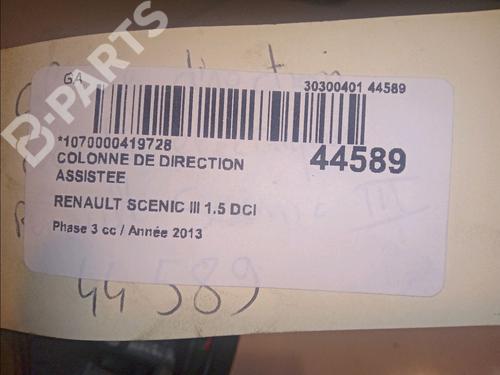 B-PARTS
GA
30300401 44589
*1070000419728
44589
COLONNE DE DIRECTION
ASSISTEE
RENAULT SCENIC III 1.5 DCI
Phase 3 cc / Année 2013
44589